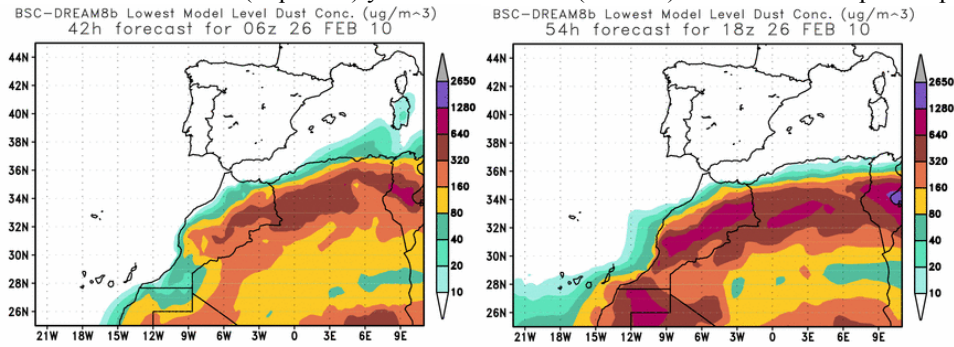 BSC-DREAM8b Lowest Model Level Dust Conc. (ug/m^3)
42h forecast for 06z 26 FEB 10
44N
42N
40N
38N
36N
34N
32N
30N
28N
26N
21W 18W 15W 12W 9W 6W 3W 0 3E 6E 9E
2650
1280
640
320
160
80
40
20
10
BSC-DREAM8b Lowest Model Level Dust Conc. (ug/m^3)
54h forecast for 18z 26 FEB 10
44N
42N
40N
38N
36N
34N
32N
30N
28N
26N
21W 18W 15W 12W 9W 6W 3W 0 3E 6E 9E
2650
1280
640
320
160
80
40
20
10